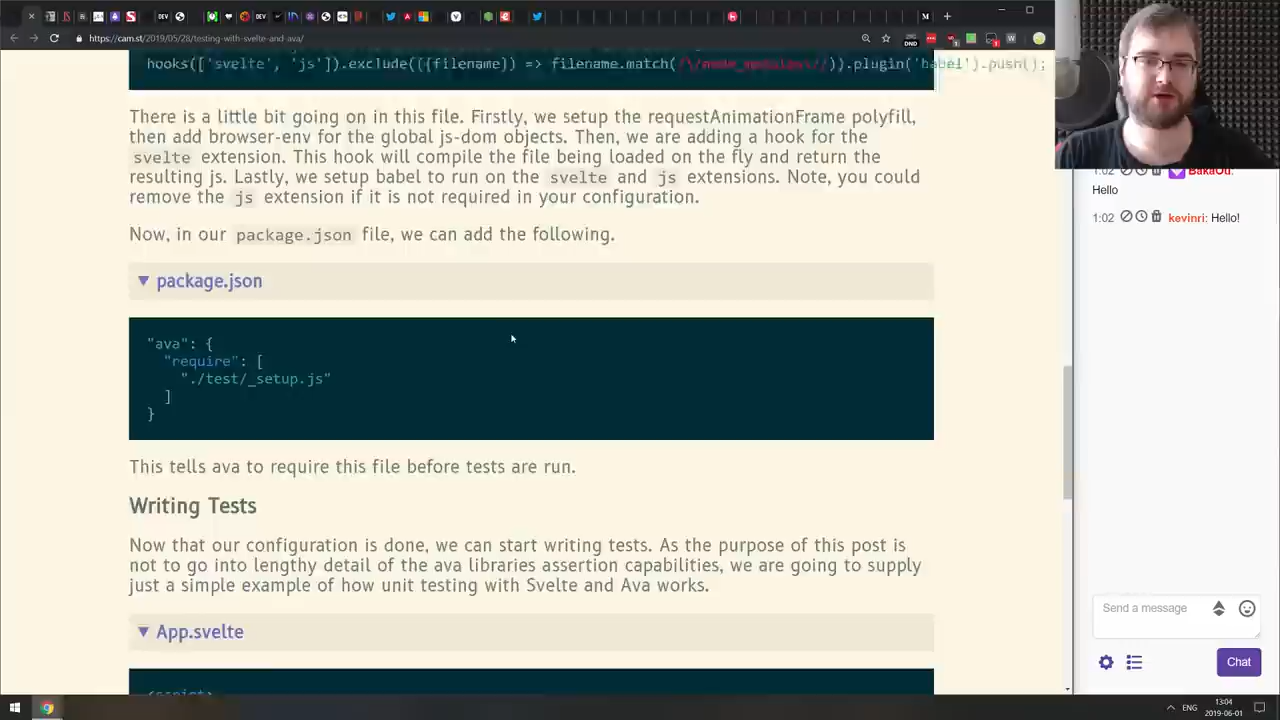 https://cam.st/2019/05/28/testing-with-svelte-and-ava/
DEV
DEV
DND
hooks(['svelte', 'js']).exclude(({filename}) => filename.match(/\/node_modules\//)).plugin('babel').push();
There is a little bit going on in this file. Firstly, we setup the requestAnimationFrame polyfill,
then add browser-env for the global js-dom objects. Then, we are adding a hook for the
svelte extension. This hook will compile the file being loaded on the fly and return the
resulting js. Lastly, we setup babel to run on the svelte and js extensions. Note, you could
remove the js extension if it is not required in your configuration.
Now, in our package.json file, we can add the following.
package.json
"ava": {
"require": [
"./test/_setup.js"
]
}
This tells ava to require this file before tests are run.
Writing Tests
Now that our configuration is done, we can start writing tests. As the purpose of this post is
not to go into lengthy detail of the ava libraries assertion capabilities, we are going to supply
just a simple example of how unit testing with Svelte and Ava works.
App.svelte
<script>
1:02 BakaOu:
Hello
1:02 kevinri: Hello!
Send a message
Chat
ENG
13:04
2019-06-01